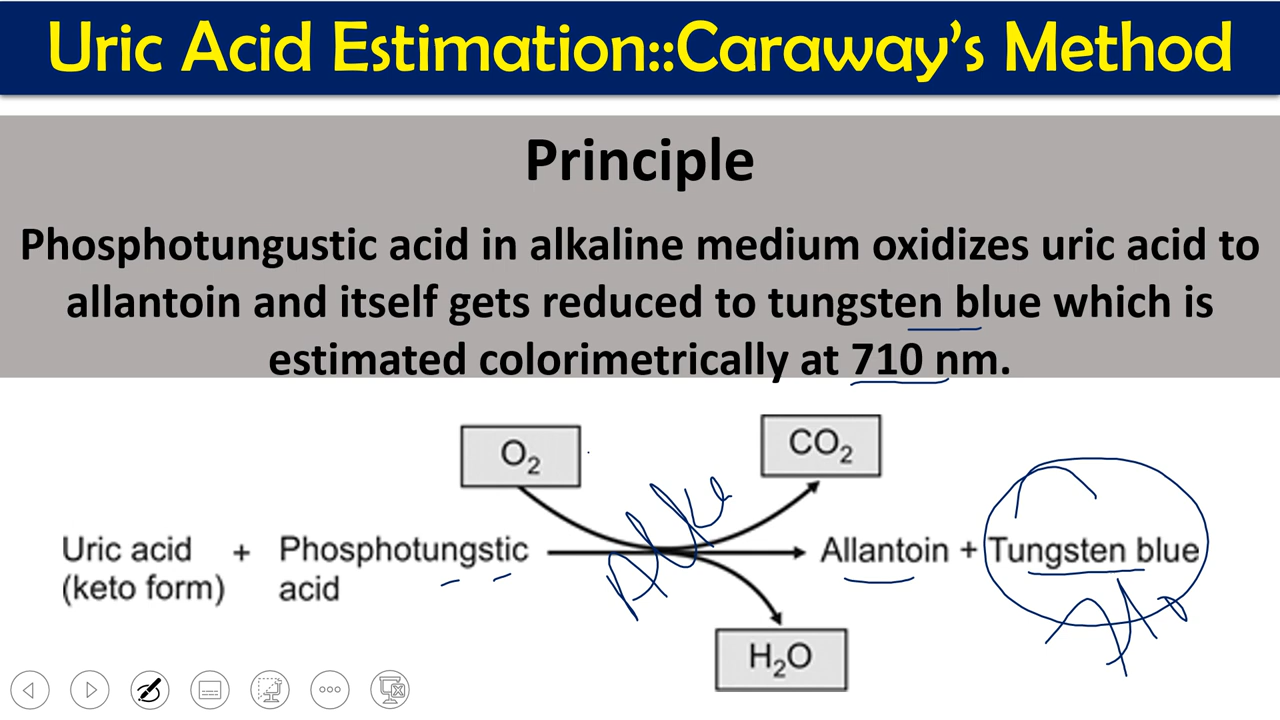 Uric Acid Estimation::Caraway's Method
Principle
Phosphotungustic acid in alkaline medium oxidizes uric acid to
allantoin and itself gets reduced to tungsten blue which is
estimated colorimetrically at 710 nm.
O₂
CO₂
Uric acid + Phosphotungstic Allantoin + Tungsten blue
(keto form) acid
H₂O